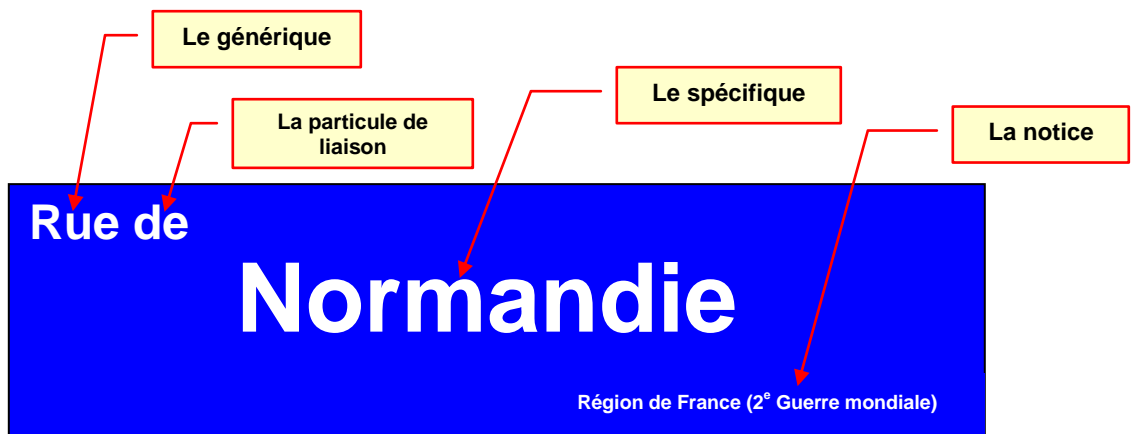 Le générique
Le spécifique
La particule de
liaison
La notice
Rue de
Normandie
Région de France (2e Guerre mondiale)